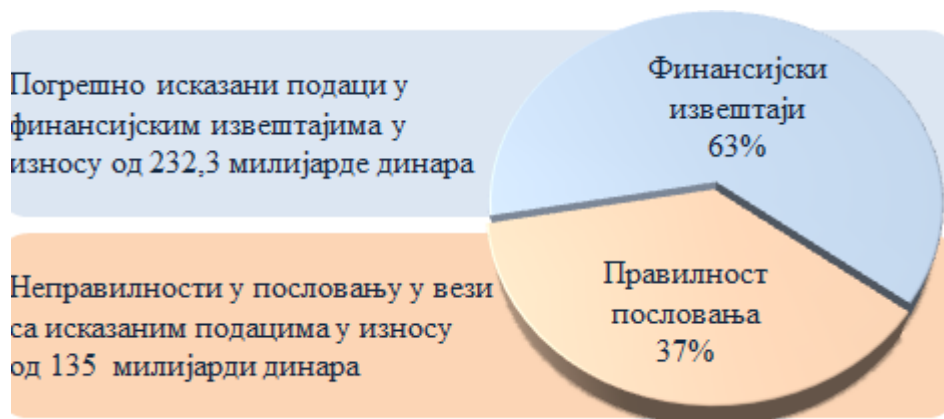 Погрешно исказани подаци у
финансијским извештајима у
износу од 232,3 милијарде динара
Финансијски
извештаји
63%
Неправилности у пословању у вези
са исказаним подацима у износу
од 135 милијарди динара
Правилност
пословања
37%